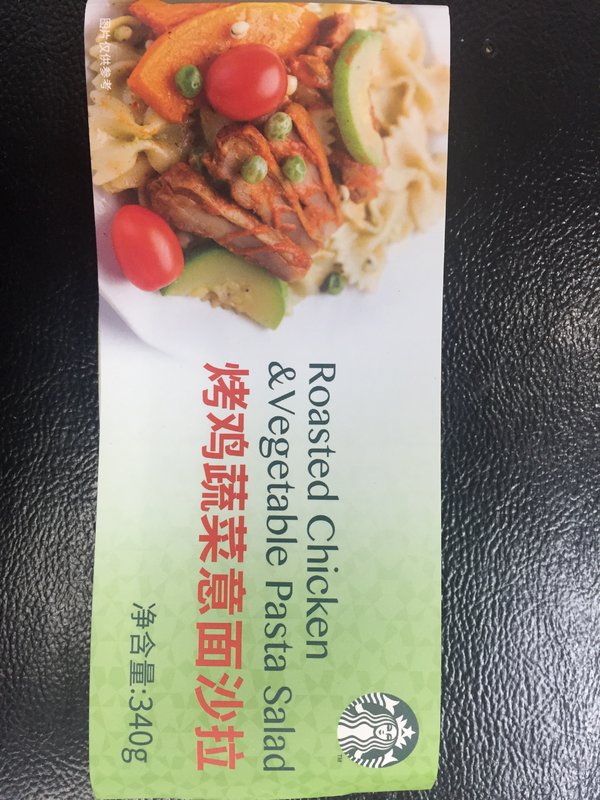 图片仅供参考
Roasted Chicken
&Vegetable Pasta Salad
烤鸡蔬菜意面沙拉
净含量:340g
TM